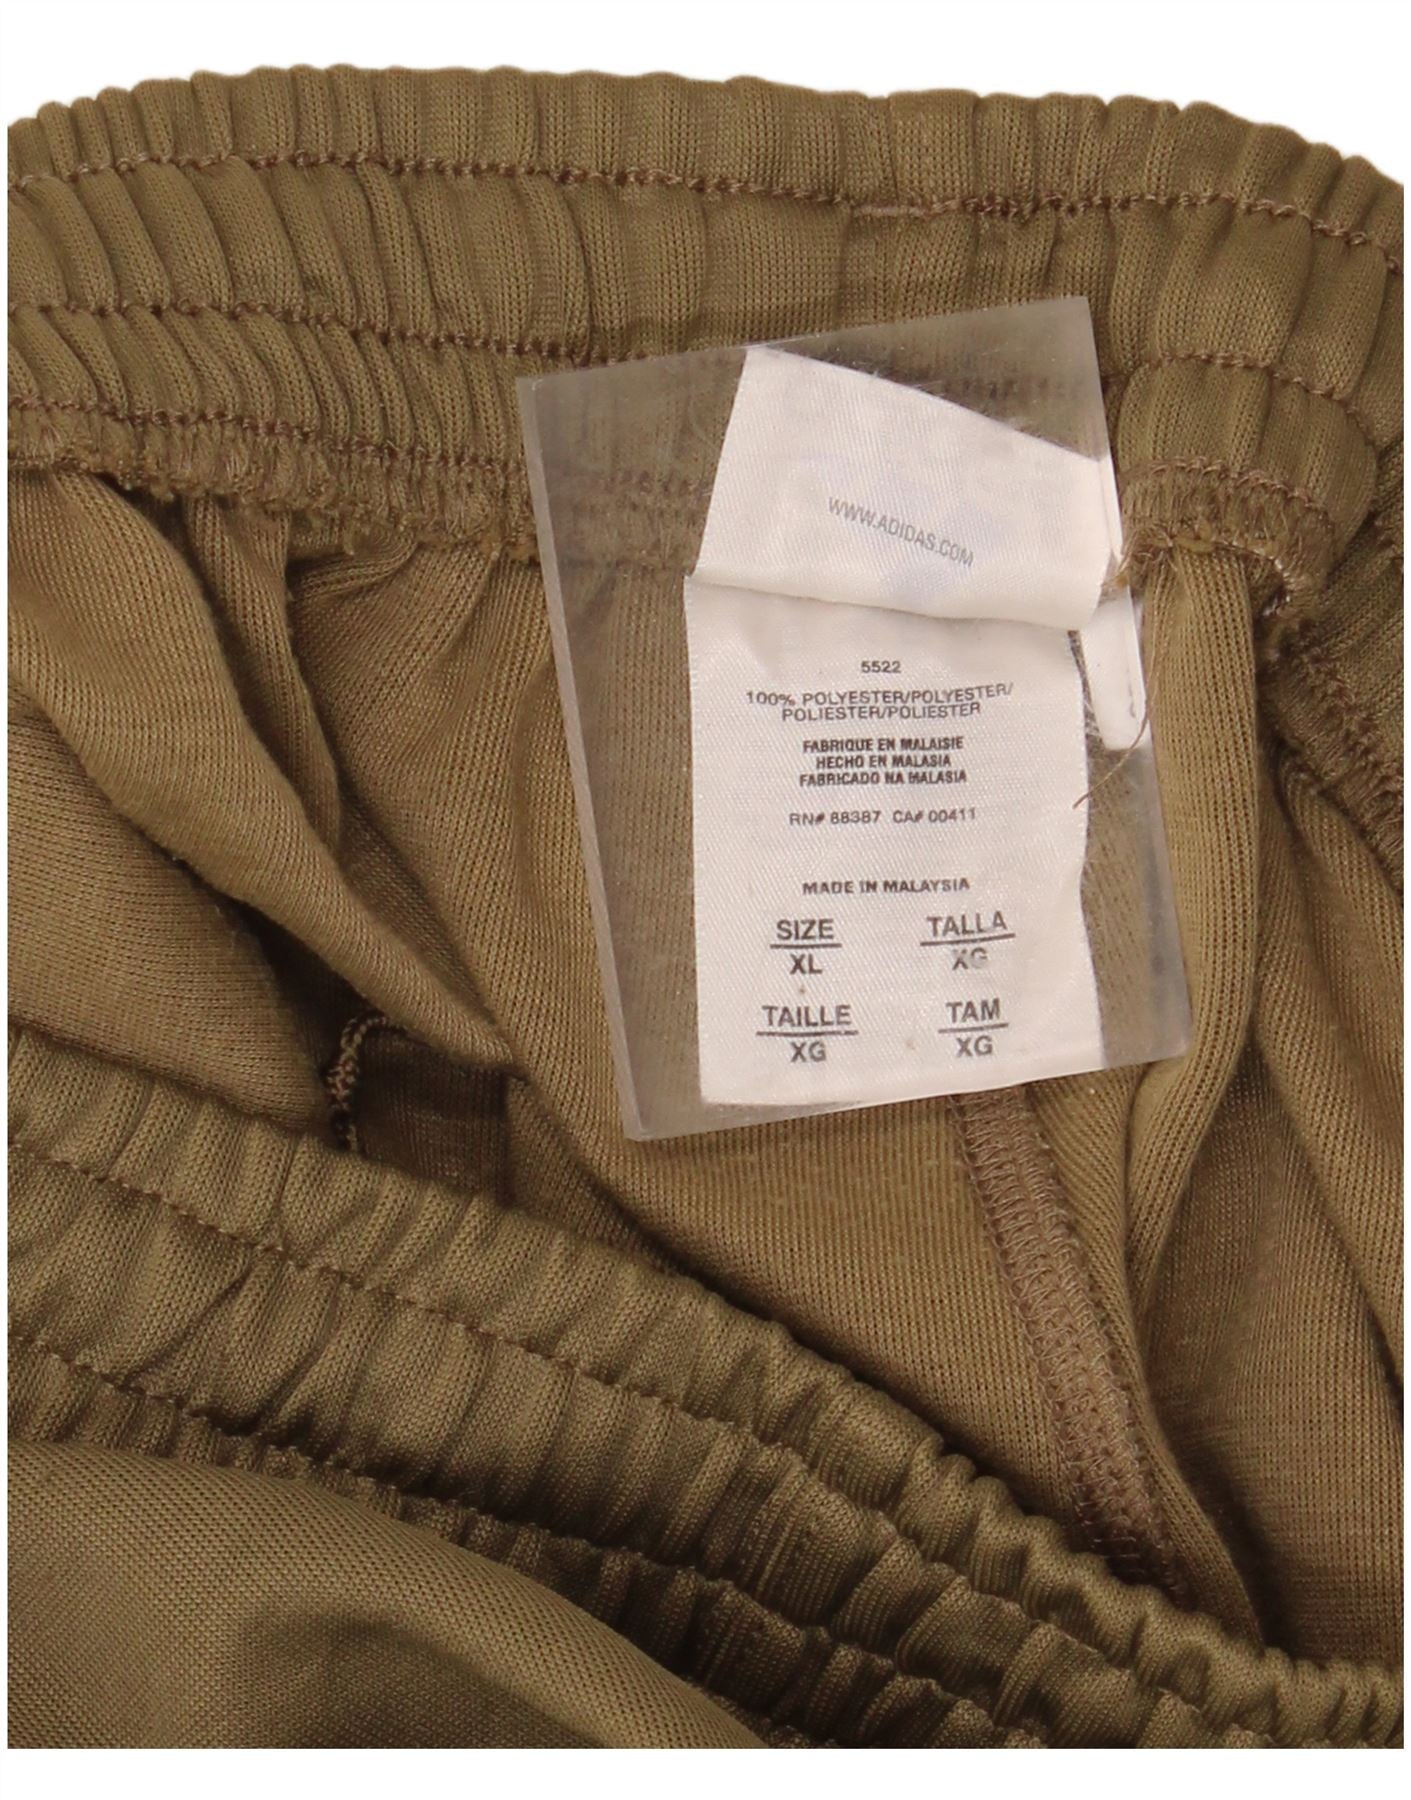 WWW.ADIDAS.COM
5522
100% POLYESTER/POLYESTER/
POLIESTER/POLIESTER
FABRIQUE EN MALAISIE
HECHO EN MALASIA
FABRICADO NA MALASIA
RN# 88387 CA# 00411
MADE IN MALAYSIA
SIZE TALLA
XL XG
TAILLE TAM
XG XG